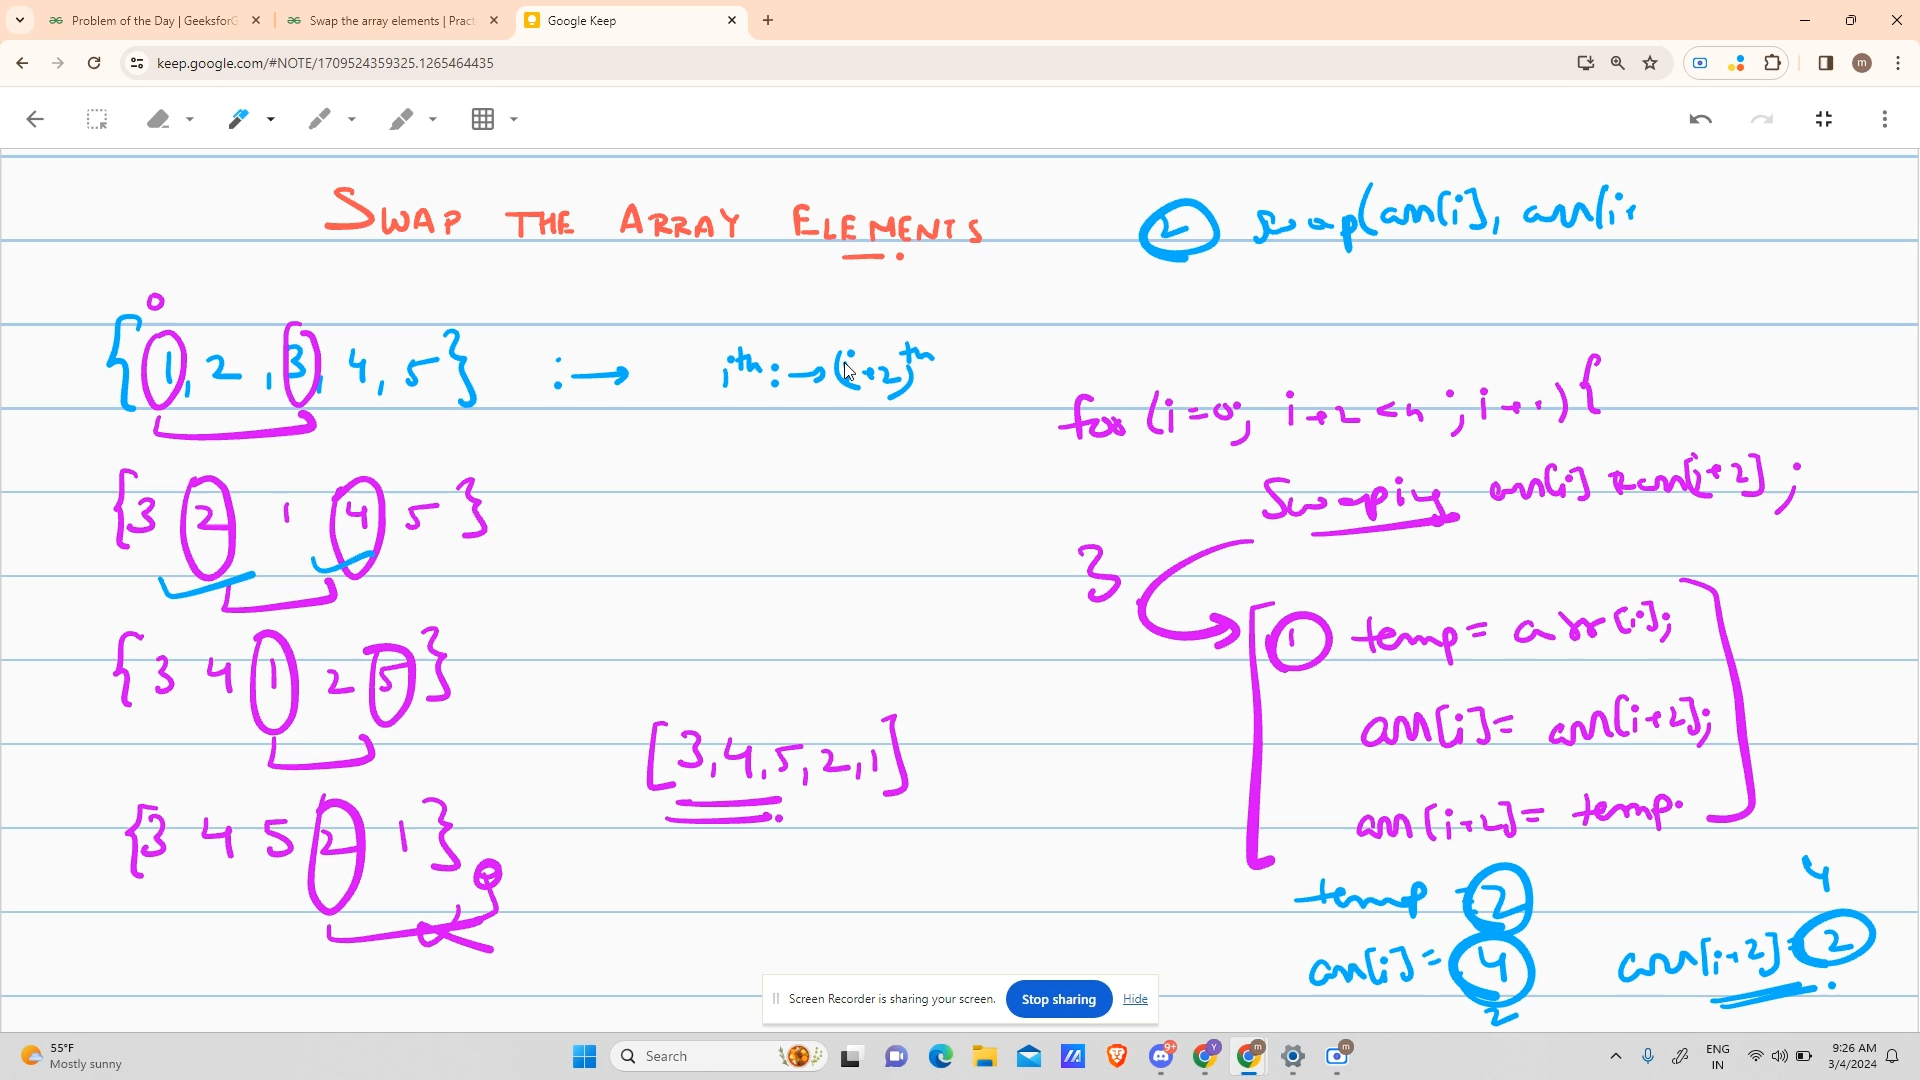 Problem of the Day | GeeksforG
Swap the array elements | Pract
Google Keep
keep.google.com/#NOTE/1709524359325.1265464435
SWAP THE ARRAY ELEMENTS
2 swap(arr[i], arr[i+
0
{1, 2, 3, 4, 5} :→ ith :→ (i+2)th
for (i=0; i+2 <n ; i++) {
{3 2 1 4 5}
Swaping arr[i] & arr[i+2] ;
}
{3 4 1 2 5}
1 temp = arr[i];
arr[i] = arr[i+2];
[3,4,5,2,1]
{3 4 5 2 1}
arr[i+2] = temp.
temp = 2
4
arr[i] = 4
arr[i+2] = 2
2
Screen Recorder is sharing your screen.
Stop sharing
Hide
55°F
Mostly sunny
Search
9+
Y
m
ENG
IN
9:26 AM
3/4/2024